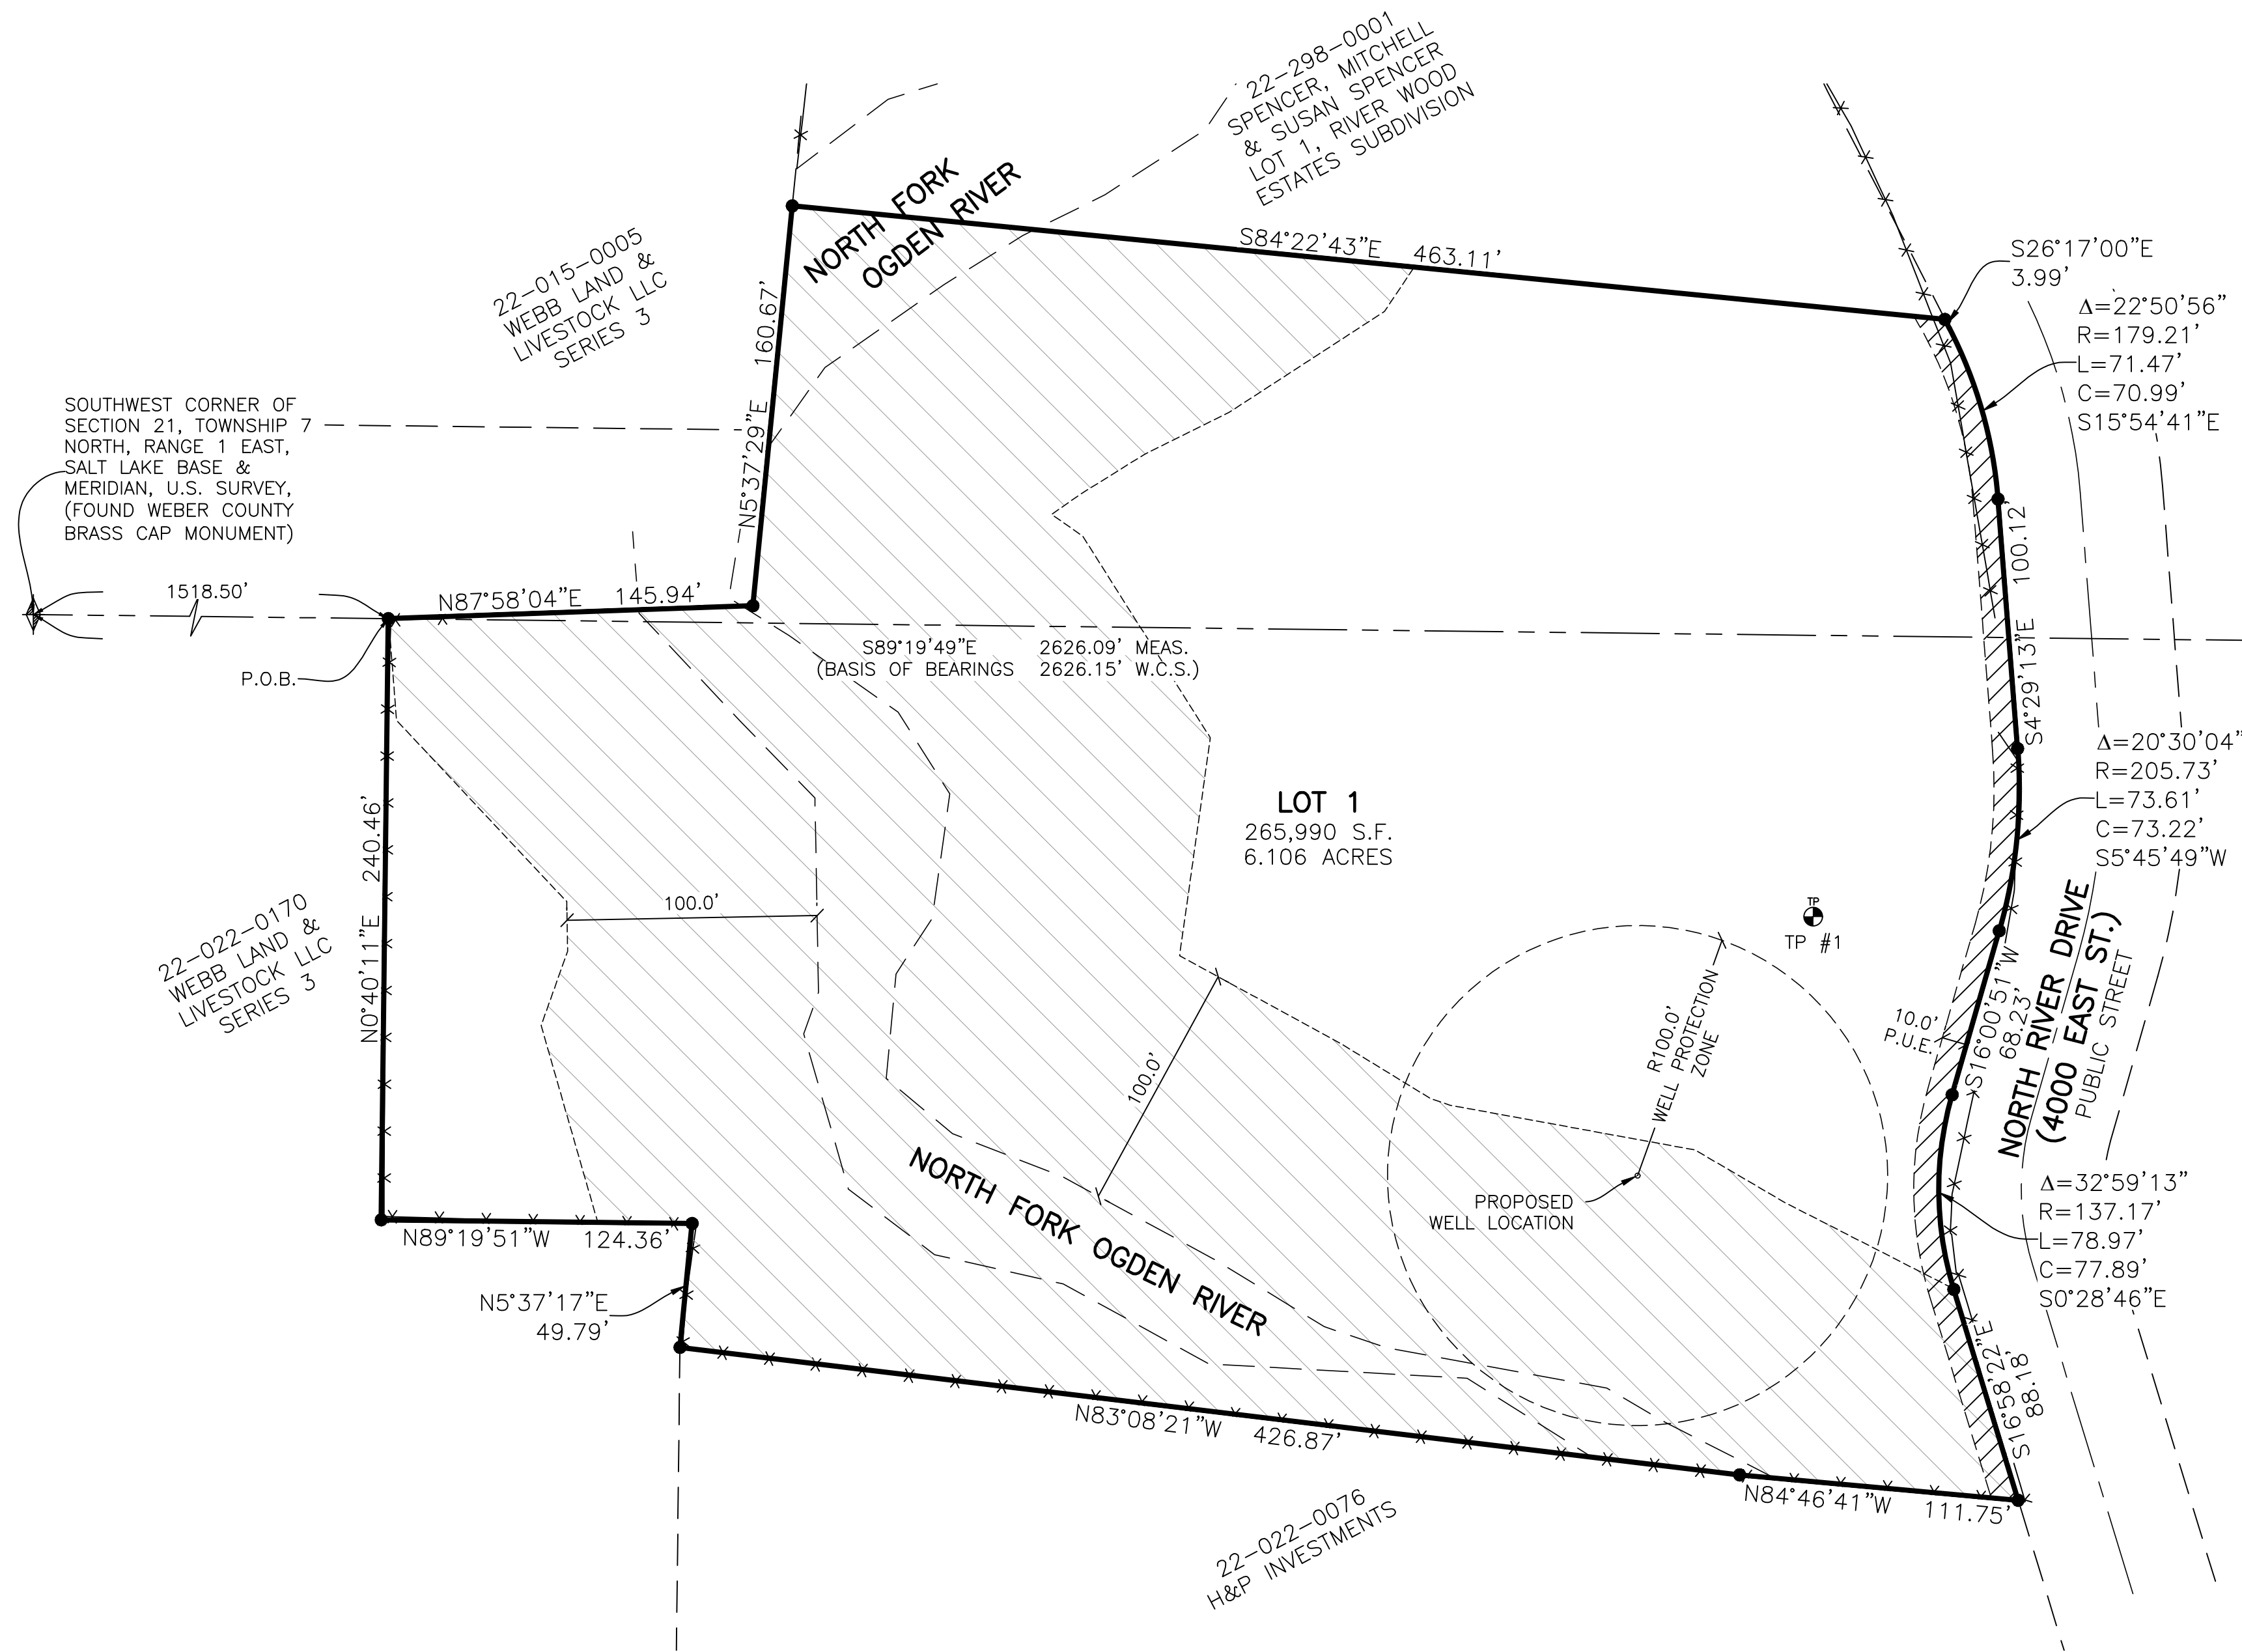 22-298-0001
SPENCER, MITCHELL
& SUSAN SPENCER
LOT 1, RIVER WOOD
ESTATES SUBDIVISION
NORTH FORK
OGDEN RIVER
22-015-0005
WEBB LAND &
LIVESTOCK LLC
SERIES 3
S84°22'43"E 463.11'
S26°17'00"E
3.99'
Δ=22°50'56"
R=179.21'
L=71.47'
C=70.99'
S15°54'41"E
N5°37'29"E 160.67'
SOUTHWEST CORNER OF
SECTION 21, TOWNSHIP 7
NORTH, RANGE 1 EAST,
SALT LAKE BASE &
MERIDIAN, U.S. SURVEY,
(FOUND WEBER COUNTY
BRASS CAP MONUMENT)
1518.50'
N87°58'04"E 145.94'
P.O.B.
S89°19'49"E 2626.09' MEAS.
(BASIS OF BEARINGS 2626.15' W.C.S.)
S4°29'13"E 100.12'
Δ=20°30'04"
R=205.73'
L=73.61'
C=73.22'
S5°45'49"W
LOT 1
265,990 S.F.
6.106 ACRES
N0°40'11"E 240.46'
100.0'
22-022-0170
WEBB LAND &
LIVESTOCK LLC
SERIES 3
TP
TP #1
NORTH RIVER DRIVE
(4000 EAST ST.)
PUBLIC STREET
S16°00'51"W
68.23'
10.0'
P.U.E.
R100.0'
WELL PROTECTION
ZONE
100.0'
PROPOSED
WELL LOCATION
Δ=32°59'13"
R=137.17'
L=78.97'
C=77.89'
S0°28'46"E
NORTH FORK OGDEN RIVER
N89°19'51"W 124.36'
N5°37'17"E
49.79'
S16°58'22"E
88.18'
N83°08'21"W 426.87'
N84°46'41"W 111.75'
22-022-0076
H&P INVESTMENTS